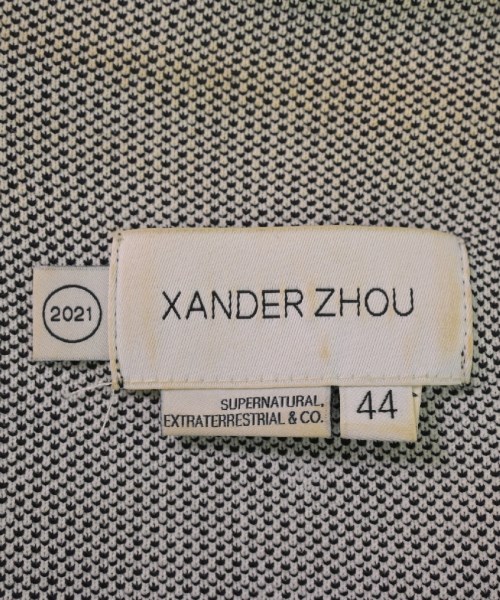 2021
XANDER ZHOU
SUPERNATURAL,
EXTRATERRESTRIAL & CO.
44